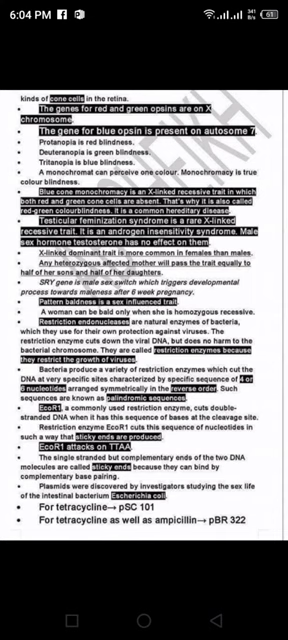 6:04 PM
341
B/s
61
kinds of cone cells in the retina.
• The genes for red and green opsins are on X
chromosome.
• The gene for blue opsin is present on autosome 7
• Protanopia is red blindness.
• Deuteranopia is green blindness.
• Tritanopia is blue blindness.
• A monochromat can perceive one colour. Monochromacy is true
colour blindness.
• Blue cone monochromacy is an X-linked recessive trait in which
both red and green cone cells are absent. That's why it is also called
red-green colourblindness. It is a common hereditary disease.
• Testicular feminization syndrome is a rare X-linked
recessive trait. It is an androgen insensitivity syndrome. Male
sex hormone testosterone has no effect on them.
• X-linked dominant trait is more common in females than males.
• Any heterozygous affected mother will pass the trait equally to
half of her sons and half of her daughters.
• SRY gene is male sex switch which triggers developmental
process towards maleness after 6 week pregnancy.
• Pattern baldness is a sex influenced trait.
• A woman can be bald only when she is homozygous recessive.
• Restriction endonucleases are natural enzymes of bacteria,
which they use for their own protection against viruses. The
restriction enzyme cuts down the viral DNA, but does no harm to the
bacterial chromosome. They are called restriction enzymes because
they restrict the growth of viruses.
• Bacteria produce a variety of restriction enzymes which cut the
DNA at very specific sites characterized by specific sequence of 4 or
6 nucleotides arranged symmetrically in the reverse order. Such
sequences are known as palindromic sequences.
• EcoR1, a commonly used restriction enzyme, cuts double-
stranded DNA when it has this sequence of bases at the cleavage site.
• Restriction enzyme EcoR1 cuts this sequence of nucleotides in
such a way that sticky ends are produced.
• EcoR1 attacks on TTAA
• The single stranded but complementary ends of the two DNA
molecules are called sticky ends because they can bind by
complementary base pairing.
• Plasmids were discovered by investigators studying the sex life
of the intestinal bacterium Escherichia coli.
• For tetracycline→ pSC 101
• For tetracycline as well as ampicillin→ pBR 322